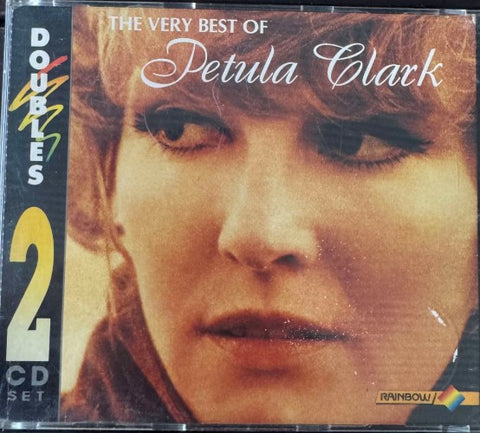 THE VERY BEST OF
Petula Clark
DOUBLES
2
CD
SET
RAINBOW